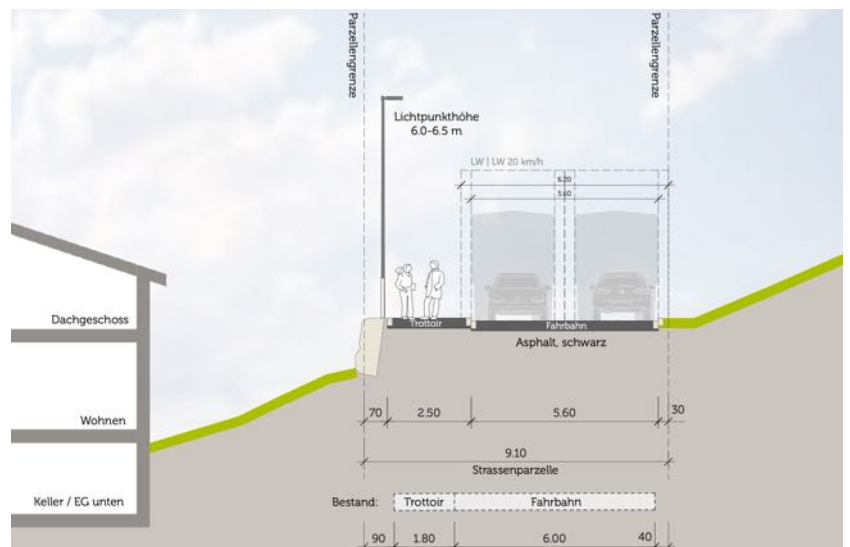 Parzellengrenze
Parzellengrenze
Lichtpunkthöhe
6.0-6.5 m
LW | LW 20 km/h
6.20
5.60
Dachgeschoss
Trottoir
Fahrbahn
Asphalt, schwarz
Wohnen
70
2.50
5.60
30
9.10
Strassenparzelle
Keller / EG unten
Bestand:
Trottoir
Fahrbahn
90
1.80
6.00
40